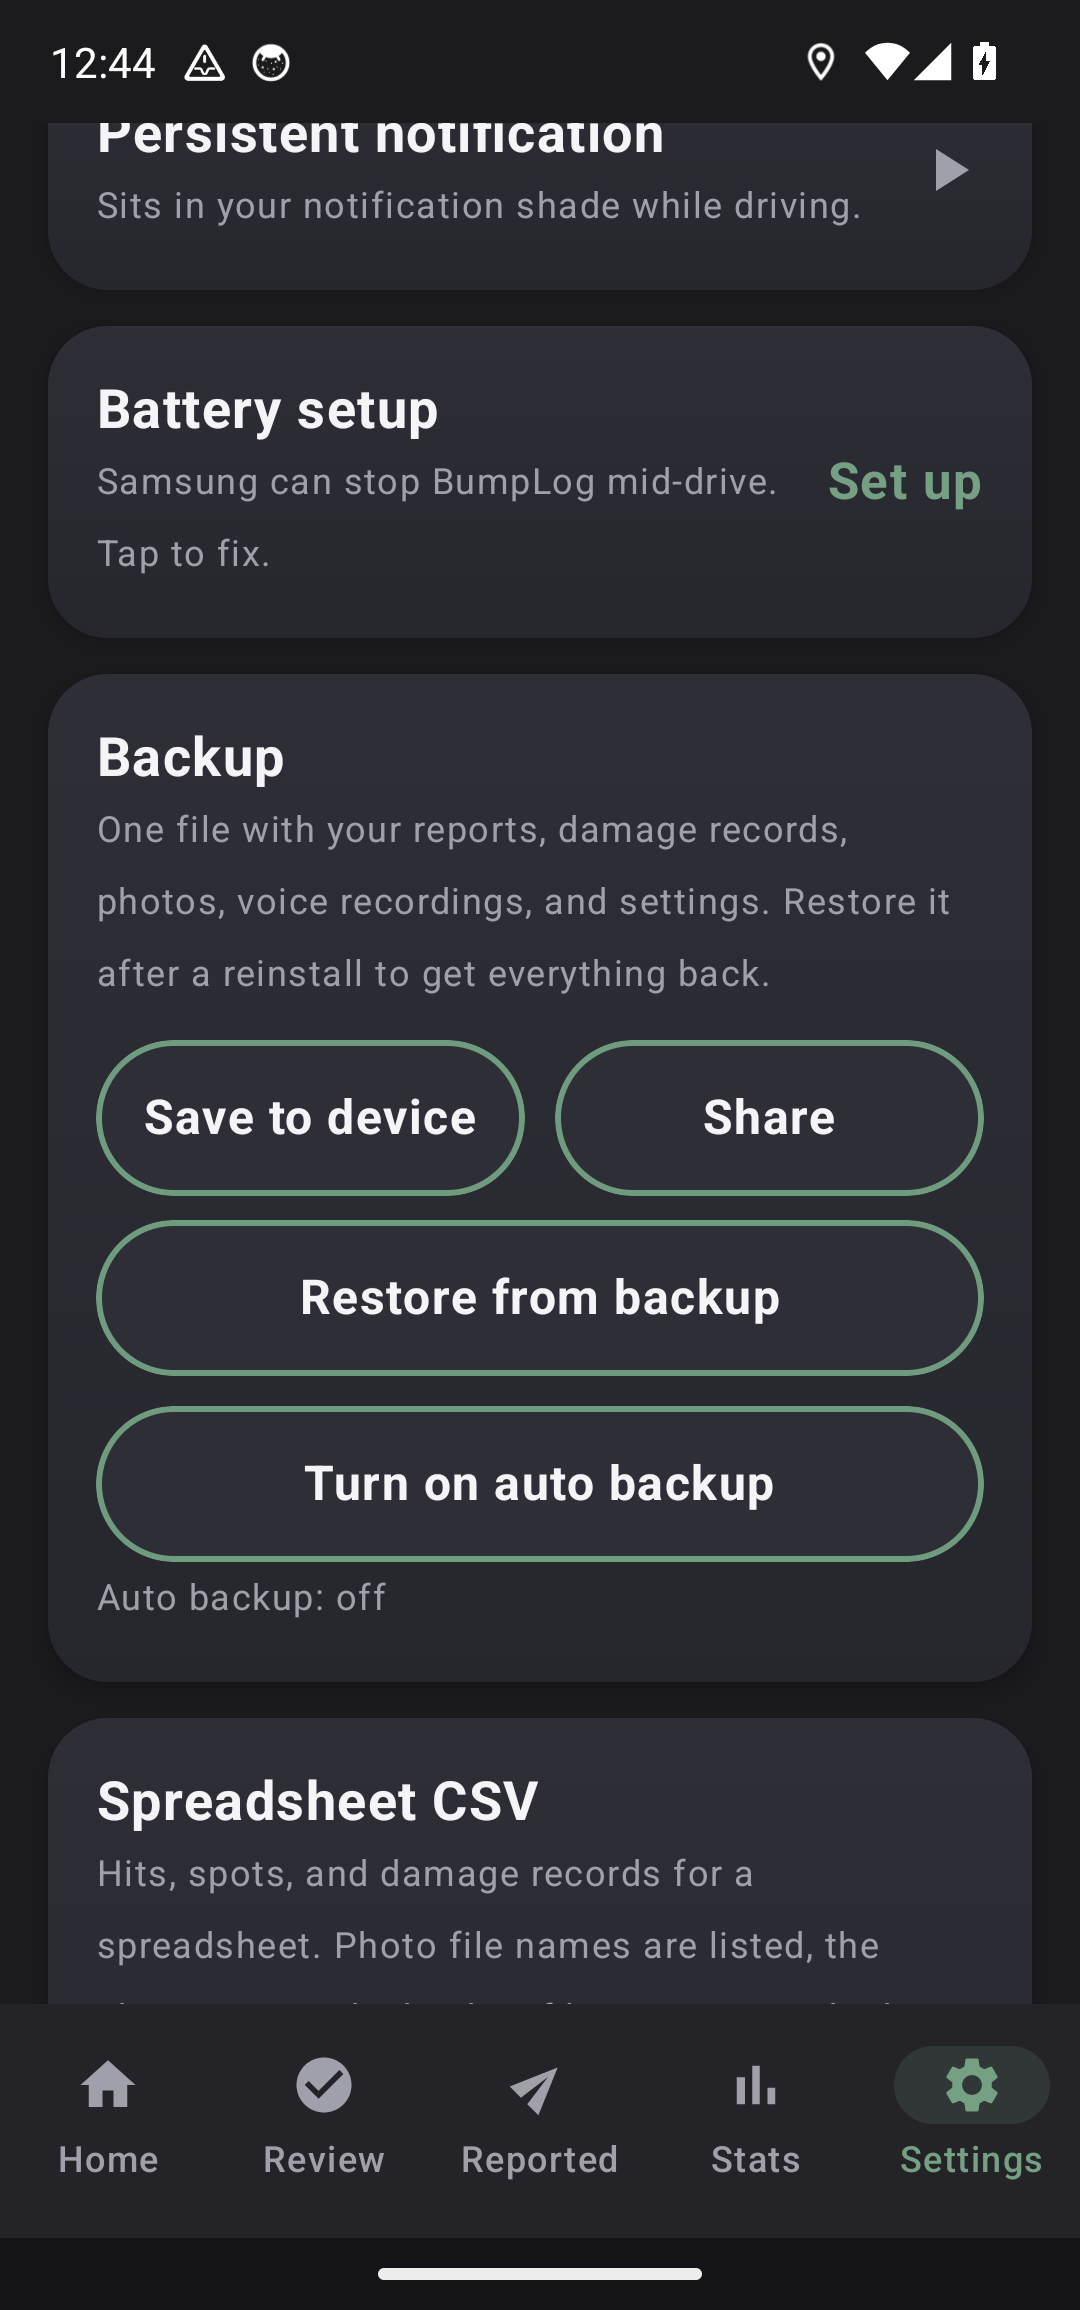 12:44
Persistent notification
Sits in your notification shade while driving.
Battery setup
Samsung can stop BumpLog mid-drive.
Tap to fix.
Set up
Backup
One file with your reports, damage records,
photos, voice recordings, and settings. Restore it
after a reinstall to get everything back.
Save to device
Share
Restore from backup
Turn on auto backup
Auto backup: off
Spreadsheet CSV
Hits, spots, and damage records for a
spreadsheet. Photo file names are listed, the
Home
Review
Reported
Stats
Settings